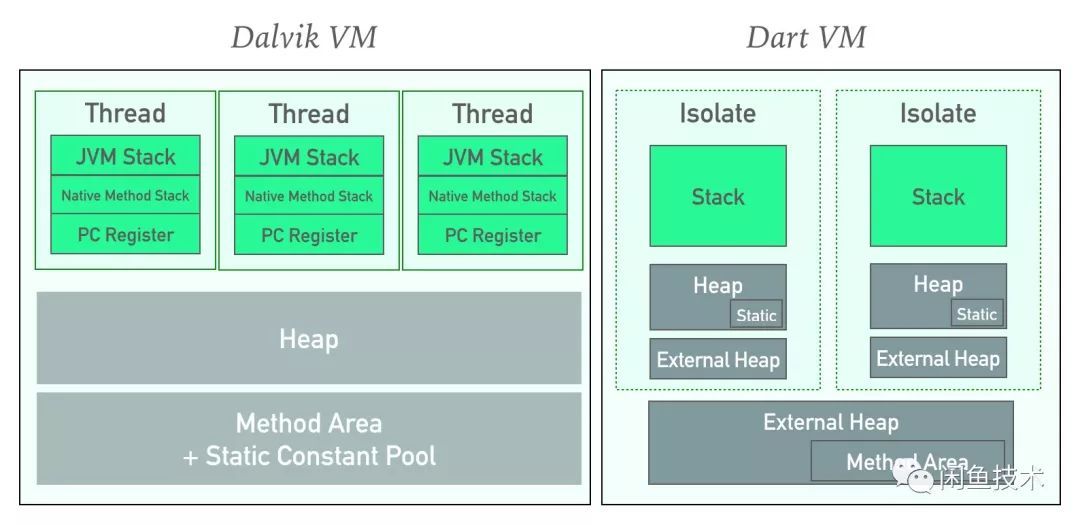 Dalvik VM
Dart VM
Thread
JVM Stack
Native Method Stack
PC Register
Thread
JVM Stack
Native Method Stack
PC Register
Thread
JVM Stack
Native Method Stack
PC Register
Heap
Method Area
+ Static Constant Pool
Isolate
Stack
Heap
Static
External Heap
Isolate
Stack
Heap
Static
External Heap
External Heap
Method Area
闲鱼技术